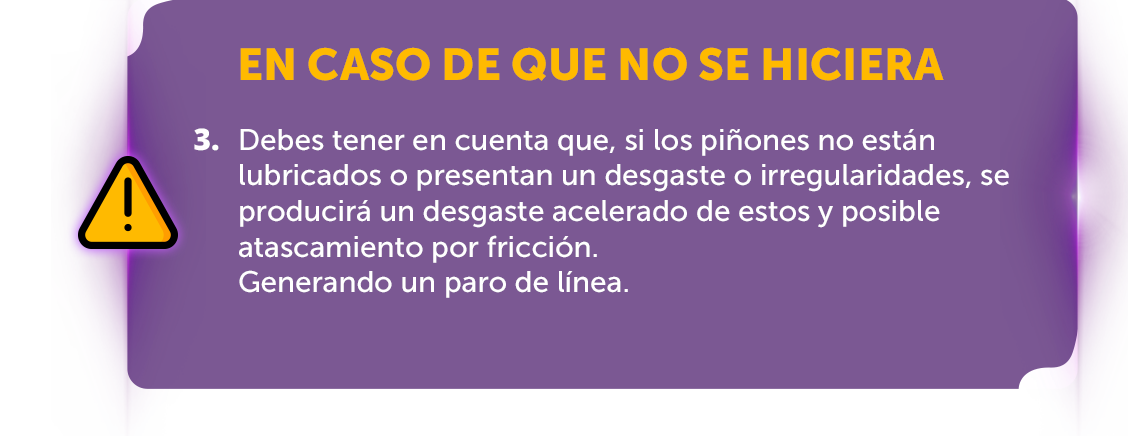 EN CASO DE QUE NO SE HICIERA
3. Debes tener en cuenta que, si los piñones no están
lubricados o presentan un desgaste o irregularidades, se
producirá un desgaste acelerado de estos y posible
atascamiento por fricción.
Generando un paro de línea.